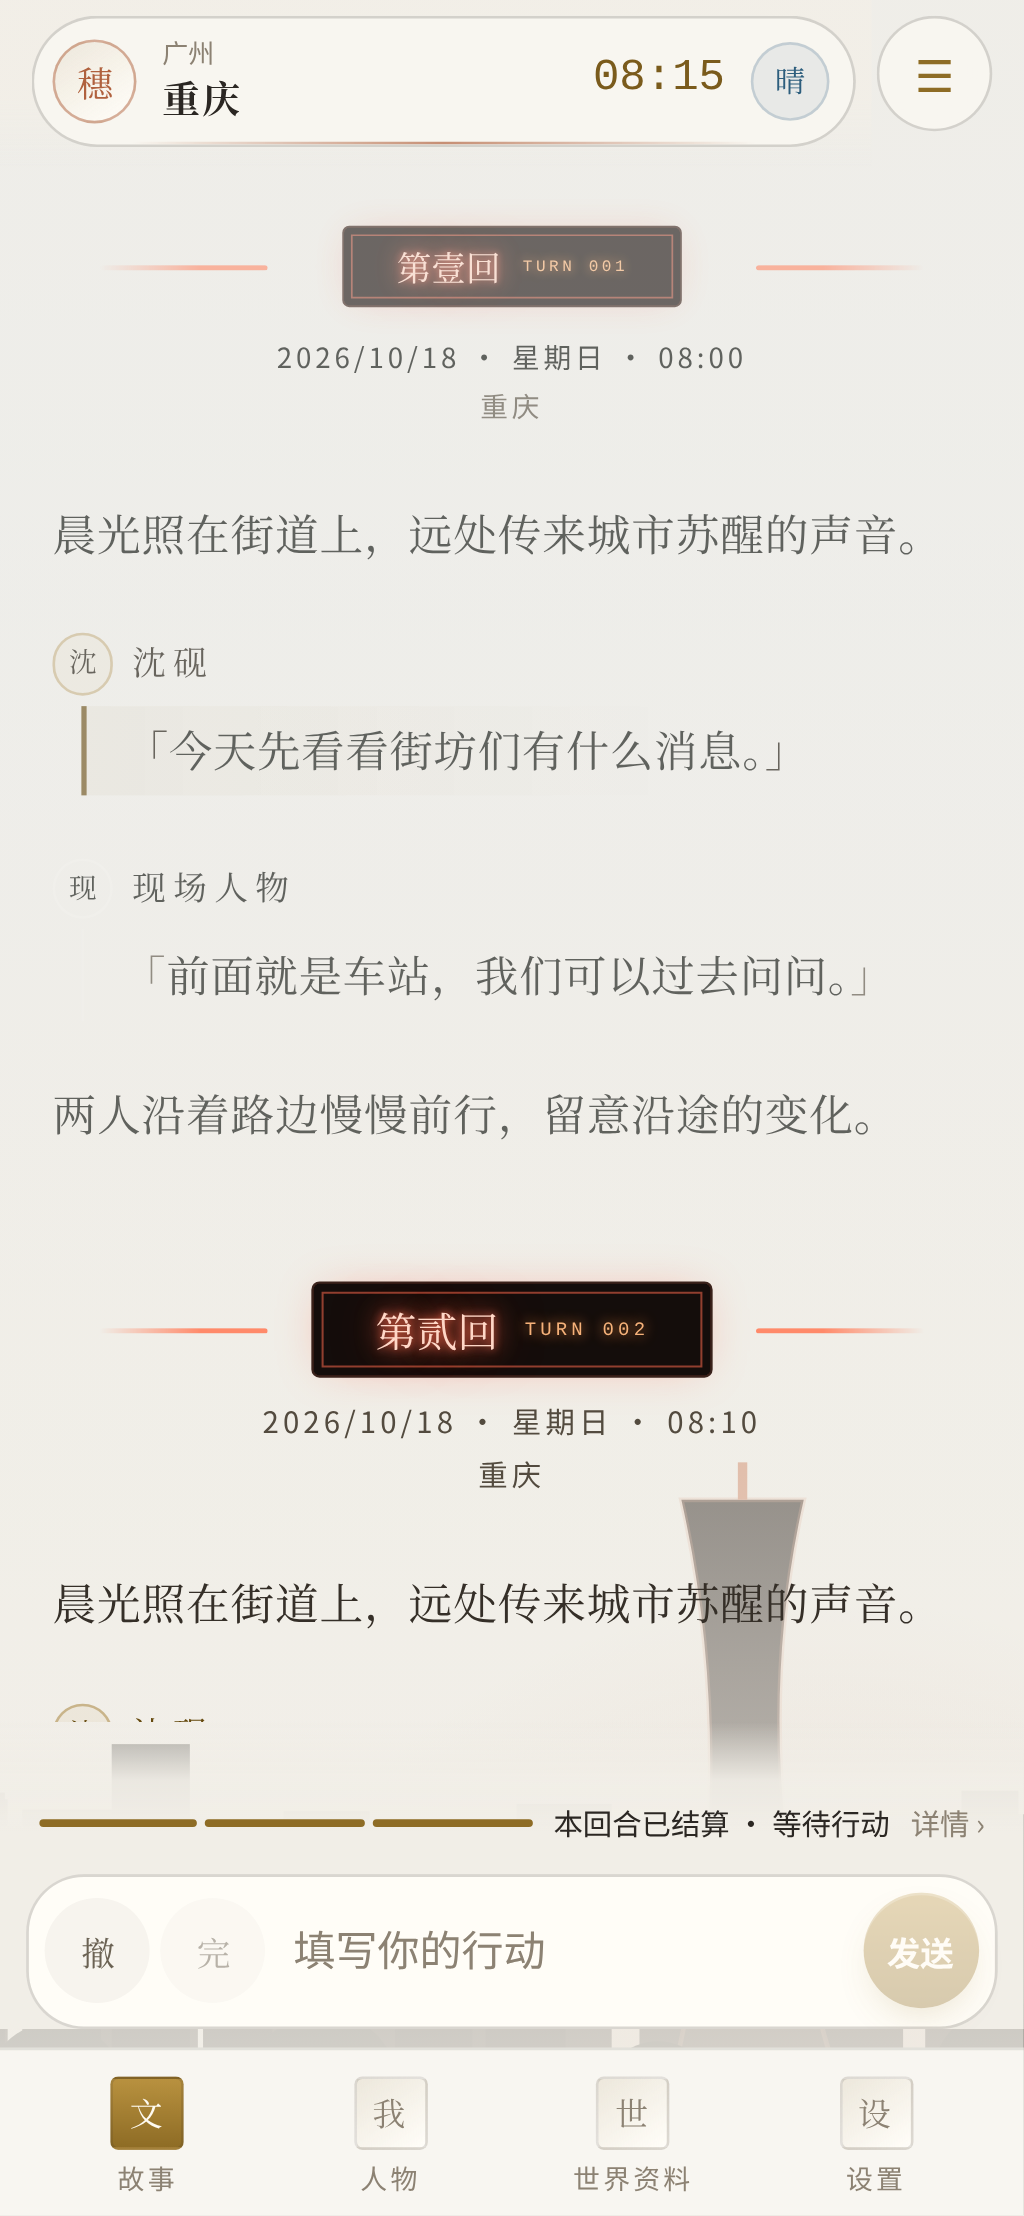 穗
广州
重庆
08:15
晴
☰
第壹回 TURN 001
2026/10/18 · 星期日 · 08:00
重庆
晨光照在街道上，远处传来城市苏醒的声音。
沈 沈砚
「今天先看看街坊们有什么消息。」
现 现场人物
「前面就是车站，我们可以过去问问。」
两人沿着路边慢慢前行，留意沿途的变化。
第贰回 TURN 002
2026/10/18 · 星期日 · 08:10
重庆
晨光照在街道上，远处传来城市苏醒的声音。
本回合已结算 · 等待行动 详情 ›
撤 完 填写你的行动 发送
文 我 世 设
故事 人物 世界资料 设置